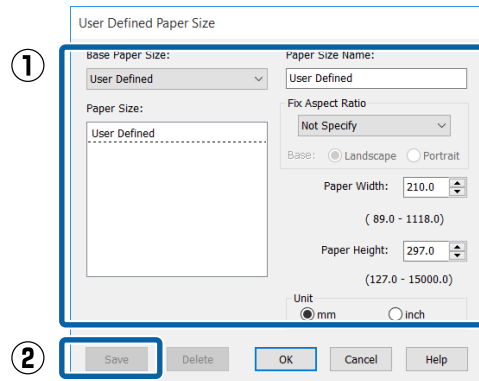 User Defined Paper Size
①
Base Paper Size:
User Defined
Paper Size:
User Defined
Paper Size Name:
User Defined
Fix Aspect Ratio
Not Specify
Base: Landscape Portrait
Paper Width: 210.0
( 89.0 - 1118.0)
Paper Height: 297.0
(127.0 - 15000.0)
Unit
mm inch
②
Save Delete OK Cancel Help